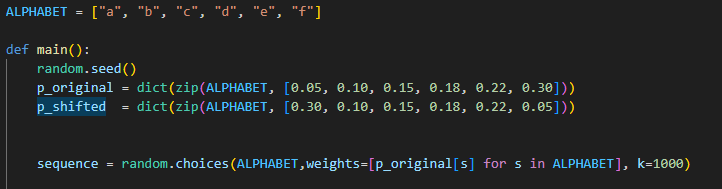 ALPHABET = ["a", "b", "c", "d", "e", "f"]
def main():
    random.seed()
    p_original = dict(zip(ALPHABET, [0.05, 0.10, 0.15, 0.18, 0.22, 0.30]))
    p_shifted  = dict(zip(ALPHABET, [0.30, 0.10, 0.15, 0.18, 0.22, 0.05]))
    sequence = random.choices(ALPHABET,weights=[p_original[s] for s in ALPHABET], k=1000)